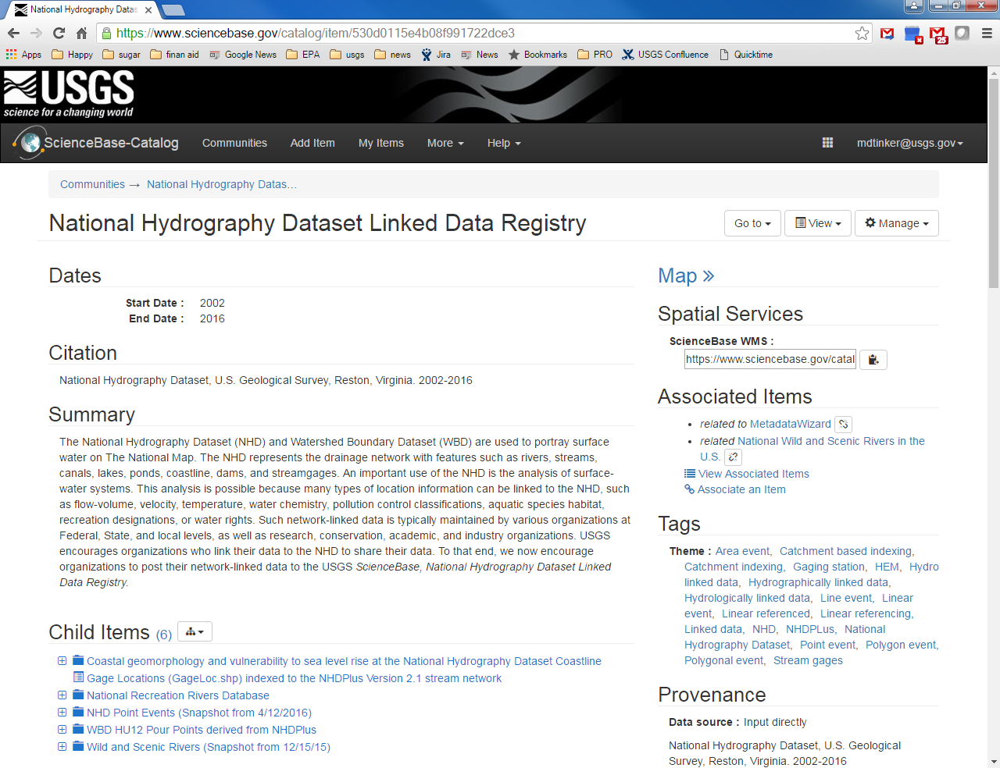 National Hydrography Datas
https://www.sciencebase.gov/catalog/item/530d0115e4b08f991722dce3
25
Apps Happy sugar finan aid Google News EPA usgs news Jira News Bookmarks PRO USGS Confluence Quicktime
USGS
science for a changing world
ScienceBase-Catalog Communities Add Item My Items More Help mdtinker@usgs.gov
Communities → National Hydrography Datas…
National Hydrography Dataset Linked Data Registry
Go to View Manage
Dates
Start Date : 2002
End Date : 2016
Citation
National Hydrography Dataset, U.S. Geological Survey, Reston, Virginia. 2002-2016
Summary
The National Hydrography Dataset (NHD) and Watershed Boundary Dataset (WBD) are used to portray surface
water on The National Map. The NHD represents the drainage network with features such as rivers, streams,
canals, lakes, ponds, coastline, dams, and streamgages. An important use of the NHD is the analysis of surface-
water systems. This analysis is possible because many types of location information can be linked to the NHD, such
as flow-volume, velocity, temperature, water chemistry, pollution control classifications, aquatic species habitat,
recreation designations, or water rights. Such network-linked data is typically maintained by various organizations at
Federal, State, and local levels, as well as research, conservation, academic, and industry organizations. USGS
encourages organizations who link their data to the NHD to share their data. To that end, we now encourage
organizations to post their network-linked data to the USGS ScienceBase, National Hydrography Dataset Linked
Data Registry.
Child Items (6)
Coastal geomorphology and vulnerability to sea level rise at the National Hydrography Dataset Coastline
Gage Locations (GageLoc.shp) indexed to the NHDPlus Version 2.1 stream network
National Recreation Rivers Database
NHD Point Events (Snapshot from 4/12/2016)
WBD HU12 Pour Points derived from NHDPlus
Wild and Scenic Rivers (Snapshot from 12/15/15)
Map »
Spatial Services
ScienceBase WMS :
https://www.sciencebase.gov/catal
Associated Items
• related to MetadataWizard
• related National Wild and Scenic Rivers in the
U.S.
View Associated Items
Associate an Item
Tags
Theme : Area event, Catchment based indexing,
Catchment indexing, Gaging station, HEM, Hydro
linked data, Hydrographically linked data,
Hydrologically linked data, Line event, Linear
event, Linear referenced, Linear referencing,
Linked data, NHD, NHDPLus, National
Hydrography Dataset, Point event, Polygon event,
Polygonal event, Stream gages
Provenance
Data source : Input directly
National Hydrography Dataset, U.S. Geological
Survey, Reston, Virginia. 2002-2016